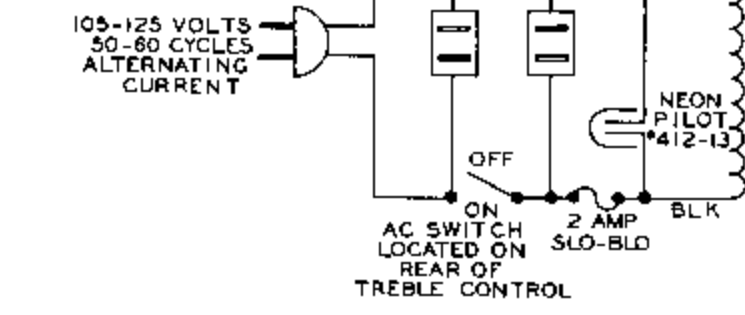 105-125 VOLTS
50-60 CYCLES
ALTERNATING
CURRENT
NEON
PILOT
*412-13
OFF
ON
AC SWITCH
LOCATED ON
REAR OF
TREBLE CONTROL
2 AMP
SLO-BLO
BLK